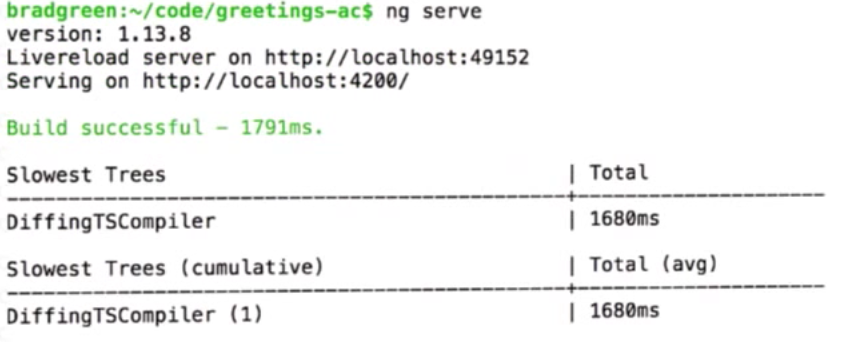 bradgreen:~/code/greetings-ac$ ng serve
version: 1.13.8
Livereload server on http://localhost:49152
Serving on http://localhost:4200/
Build successful - 1791ms.
Slowest Trees | Total
----------------------------------------------+---------------------
DiffingTSCompiler | 1680ms
Slowest Trees (cumulative) | Total (avg)
----------------------------------------------+---------------------
DiffingTSCompiler (1) | 1680ms